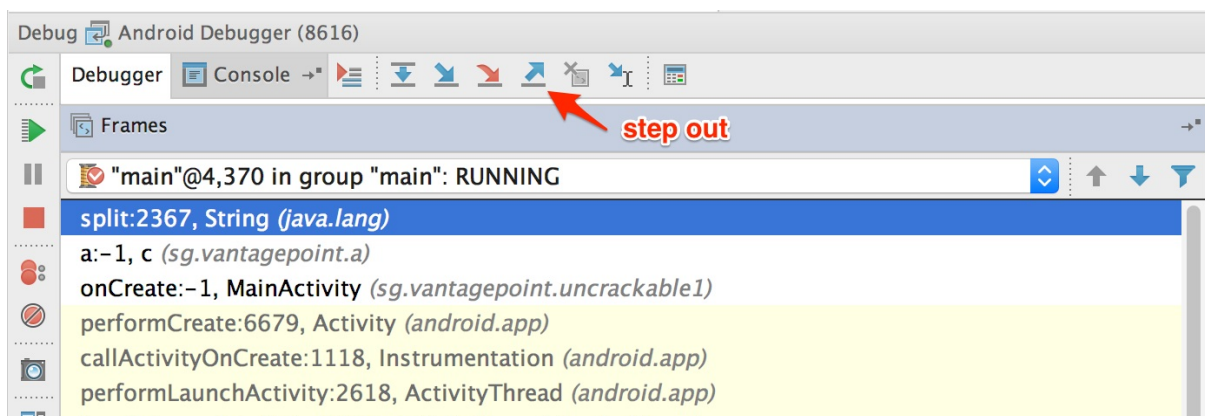 Debug Android Debugger (8616)
Debugger Console
Frames
step out
"main"@4,370 in group "main": RUNNING
split:2367, String (java.lang)
a:-1, c (sg.vantagepoint.a)
onCreate:-1, MainActivity (sg.vantagepoint.uncrackable1)
performCreate:6679, Activity (android.app)
callActivityOnCreate:1118, Instrumentation (android.app)
performLaunchActivity:2618, ActivityThread (android.app)